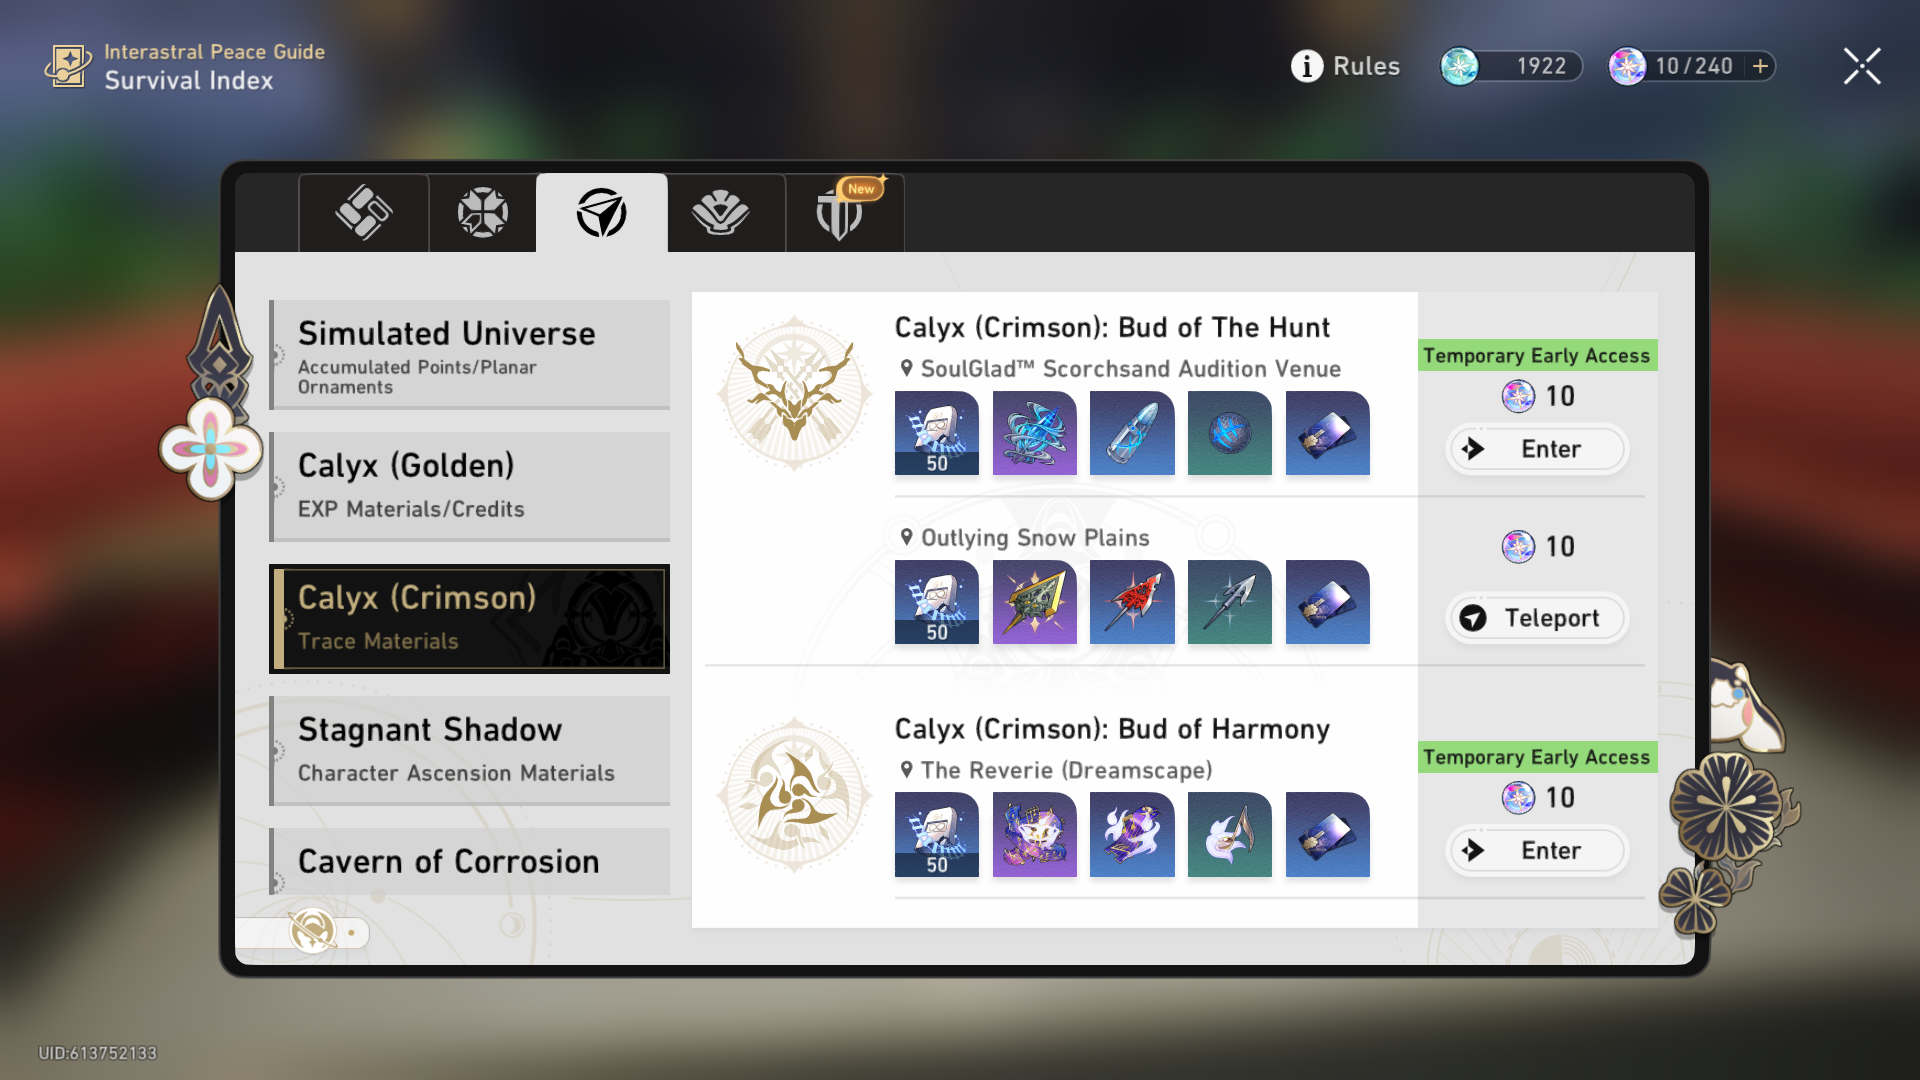 Interastral Peace Guide
Survival Index
Rules
1922
10/240 +
New
Simulated Universe
Accumulated Points/Planar
Ornaments
Calyx (Golden)
EXP Materials/Credits
Calyx (Crimson)
Trace Materials
Stagnant Shadow
Character Ascension Materials
Cavern of Corrosion
Calyx (Crimson): Bud of The Hunt
SoulGlad™ Scorchsand Audition Venue
50
Temporary Early Access
10
Enter
Outlying Snow Plains
50
10
Teleport
Calyx (Crimson): Bud of Harmony
The Reverie (Dreamscape)
50
Temporary Early Access
10
Enter
UID:613752133